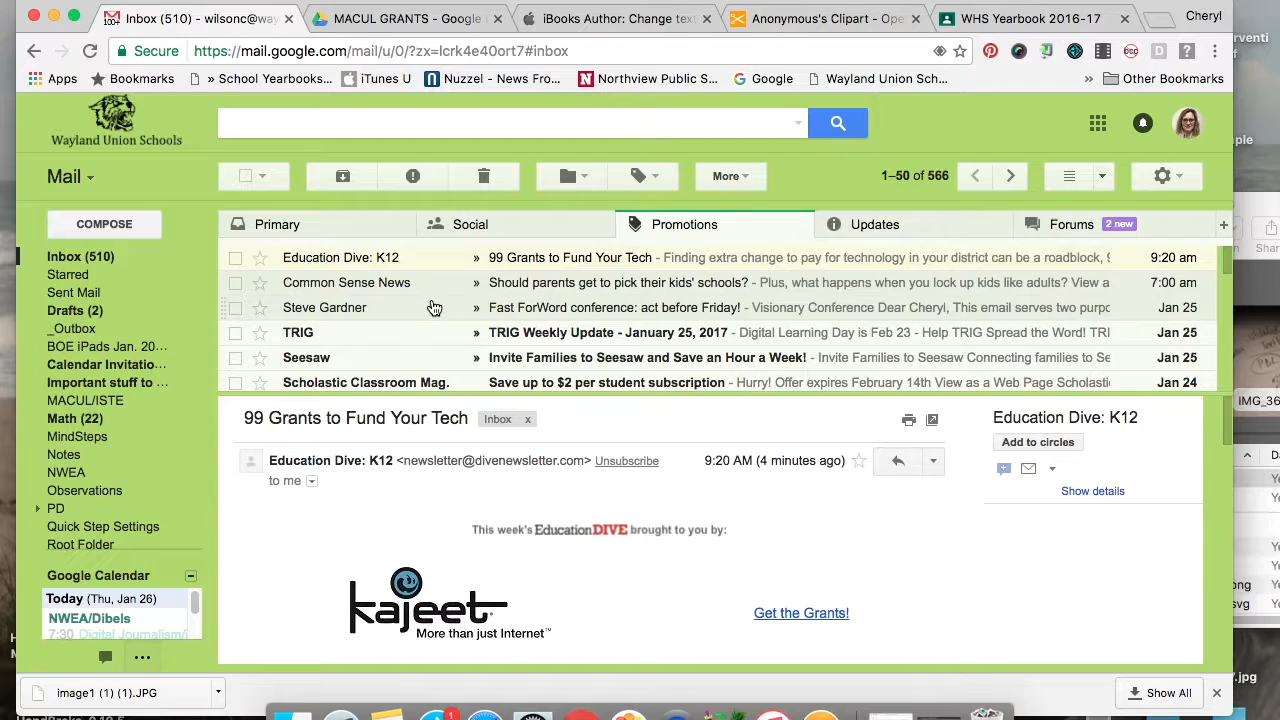 100+ Inbox (510) - wilsonc@way
MACUL GRANTS - Google
iBooks Author: Change text
Anonymous's Clipart - Ope
WHS Yearbook 2016-17
Cheryl
Secure https://mail.google.com/mail/u/0/?zx=lcrk4e40ort7#inbox
Apps Bookmarks » School Yearbooks... iTunes U Nuzzel - News Fro... Northview Public S... Google Wayland Union Sch... » Other Bookmarks
Wayland Union Schools
Mail
More
1–50 of 566
COMPOSE
Primary Social Promotions Updates Forums 2 new +
Inbox (510)
Starred
Sent Mail
Drafts (2)
_Outbox
BOE iPads Jan. 20...
Calendar Invitatio...
Important stuff to ...
MACUL/ISTE
Math (22)
MindSteps
Notes
NWEA
Observations
PD
Quick Step Settings
Root Folder
Google Calendar
Today (Thu, Jan 26)
NWEA/Dibels
7:30 Digital Journalism/i
Education Dive: K12 » 99 Grants to Fund Your Tech - Finding extra change to pay for technology in your district can be a roadblock, 9 9:20 am
Common Sense News » Should parents get to pick their kids' schools? - Plus, what happens when you lock up kids like adults? View a 7:00 am
Steve Gardner » Fast ForWord conference: act before Friday! - Visionary Conference Dear Cheryl, This email serves two purpo Jan 25
TRIG » TRIG Weekly Update - January 25, 2017 - Digital Learning Day is Feb 23 - Help TRIG Spread the Word! TRI Jan 25
Seesaw » Invite Families to Seesaw and Save an Hour a Week! - Invite Families to Seesaw Connecting families to Se Jan 25
Scholastic Classroom Mag. Save up to $2 per student subscription - Hurry! Offer expires February 14th View as a Web Page Scholastic Jan 24
99 Grants to Fund Your Tech Inbox x
Education Dive: K12 <newsletter@divenewsletter.com> Unsubscribe 9:20 AM (4 minutes ago)
to me
Education Dive: K12
Add to circles
Show details
This week's EducationDIVE brought to you by:
kajeet
More than just Internet™
Get the Grants!
image1 (1) (1).JPG
Show All
IMG_36
Shar